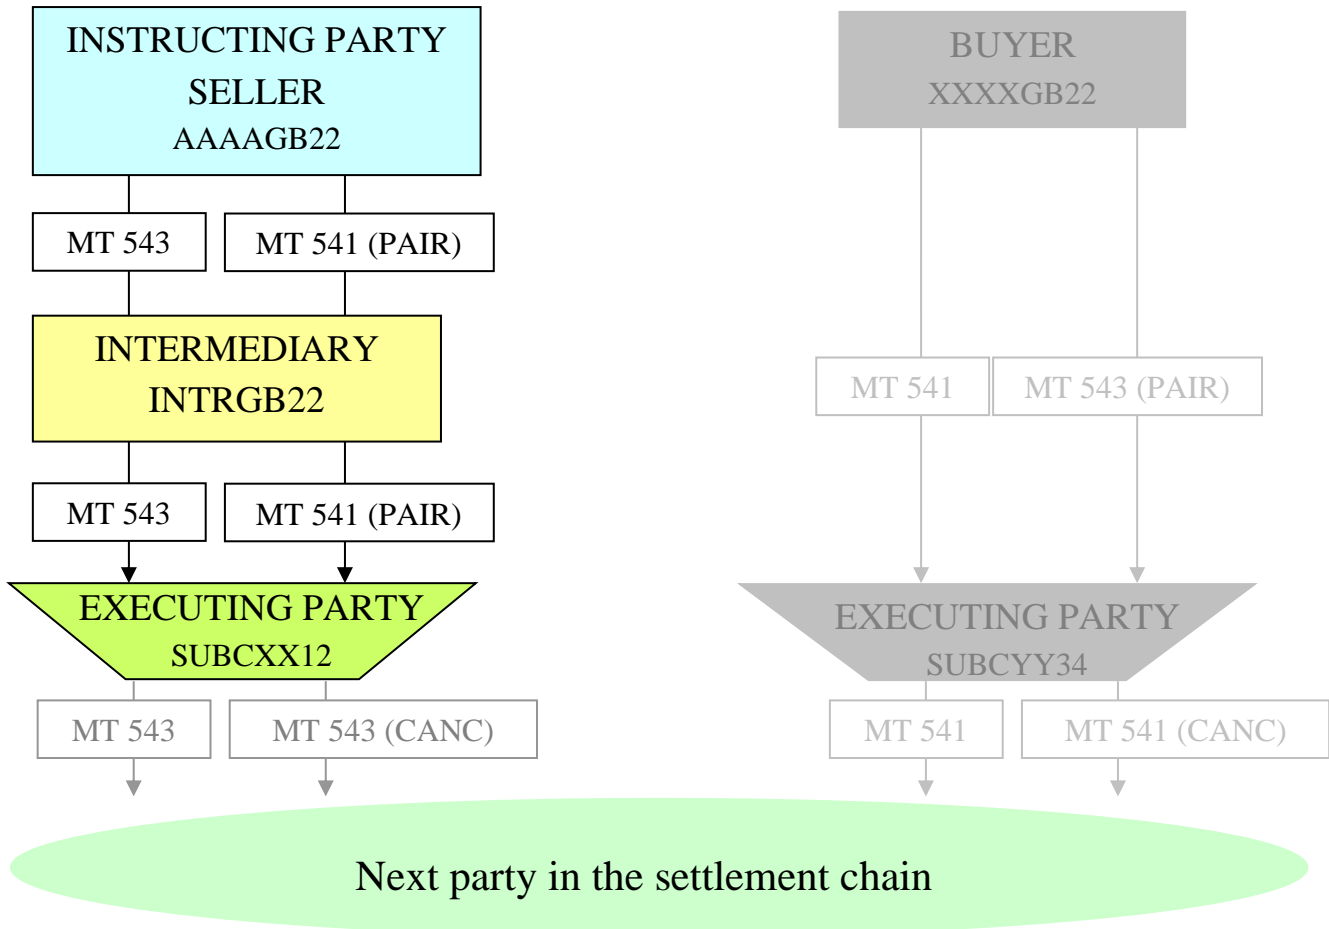 INSTRUCTING PARTY
SELLER
AAAAGB22
BUYER
XXXXGB22
MT 543
MT 541 (PAIR)
INTERMEDIARY
INTRGB22
MT 541
MT 543 (PAIR)
MT 543
MT 541 (PAIR)
EXECUTING PARTY
SUBCXX12
EXECUTING PARTY
SUBCYY34
MT 543
MT 543 (CANC)
MT 541
MT 541 (CANC)
Next party in the settlement chain